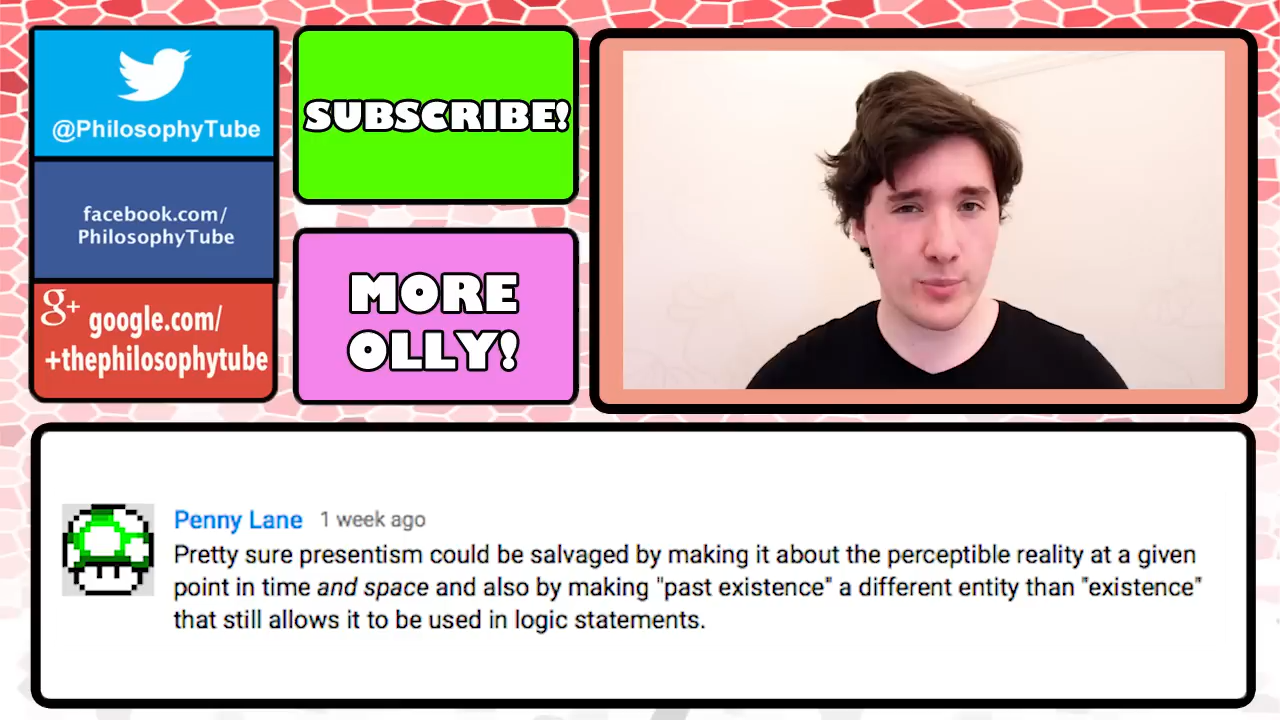 @PhilosophyTube
facebook.com/
PhilosophyTube
g+ google.com/
+thephilosophytube
SUBSCRIBE!
MORE
OLLY!
Penny Lane 1 week ago
Pretty sure presentism could be salvaged by making it about the perceptible reality at a given
point in time and space and also by making "past existence" a different entity than "existence"
that still allows it to be used in logic statements.